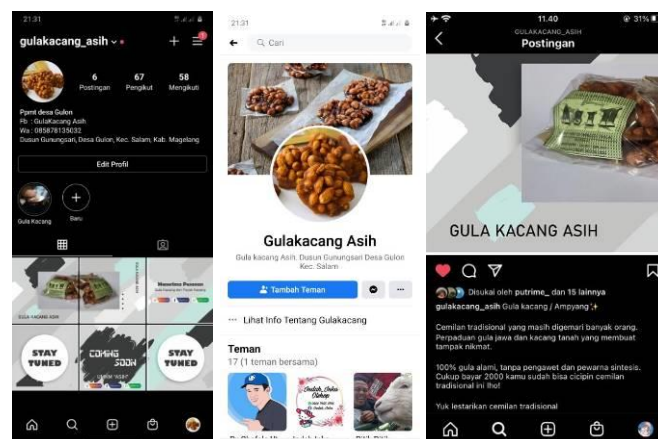 21:31
gulakacang_asih
6 67 58
Postingan Pengikut Mengikuti
Ppmt desa Gulon
Fb : GulaKacang Asih
Wa : 085878135032
Dusun Gunungsari, Desa Gulon, Kec. Salam, Kab. Magelang
Edit Profil
Gula Kacang Baru
GULA KACANG ASIH
Menerima Pesanan
STAY TUNED
COMING SOON
STAY TUNED
21:31
Cari
Gulakacang Asih
Gula kacang Asih. Dusun Gunungsari Desa Gulon
Kec. Salam
Tambah Teman
Lihat Info Tentang Gulakacang
Teman
17 (1 teman bersama)
11.40 31%
GULAKACANG_ASIH
Postingan
ASIH
GULA KACANG ASIH
Disukai oleh putrime_ dan 15 lainnya
gulakacang_asih Gula kacang / Ampyang
Cemilan tradisional yang masih digemari banyak orang.
Perpaduan gula jawa dan kacang tanah yang membuat
tampak nikmat.
100% gula alami, tanpa pengawet dan pewarna sintesis.
Cukup bayar 2000 kamu sudah bisa cicipin cemilan
tradisional ini lho!
Yuk lestarikan cemilan tradisional